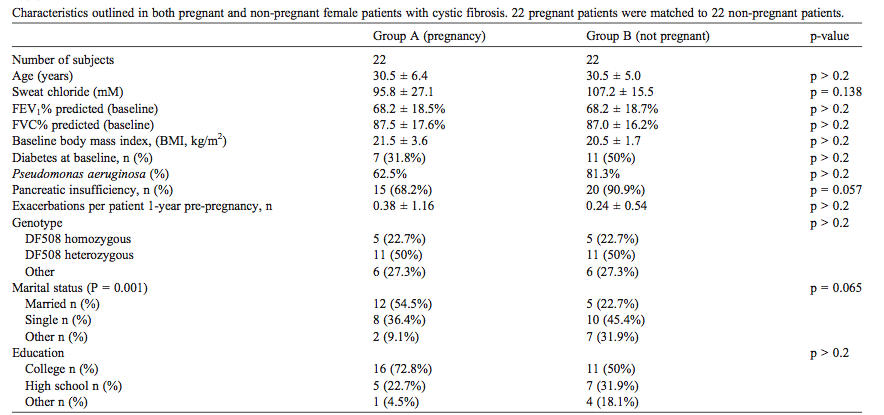 Characteristics outlined in both pregnant and non-pregnant female patients with cystic fibrosis. 22 pregnant patients were matched to 22 non-pregnant patients.
Group A (pregnancy) Group B (not pregnant) p-value
Number of subjects 22 22
Age (years) 30.5 ± 6.4 30.5 ± 5.0 p > 0.2
Sweat chloride (mM) 95.8 ± 27.1 107.2 ± 15.5 p = 0.138
FEV₁% predicted (baseline) 68.2 ± 18.5% 68.2 ± 18.7% p > 0.2
FVC% predicted (baseline) 87.5 ± 17.6% 87.0 ± 16.2% p > 0.2
Baseline body mass index, (BMI, kg/m²) 21.5 ± 3.6 20.5 ± 1.7 p > 0.2
Diabetes at baseline, n (%) 7 (31.8%) 11 (50%) p > 0.2
Pseudomonas aeruginosa (%) 62.5% 81.3% p > 0.2
Pancreatic insufficiency, n (%) 15 (68.2%) 20 (90.9%) p = 0.057
Exacerbations per patient 1-year pre-pregnancy, n 0.38 ± 1.16 0.24 ± 0.54 p > 0.2
Genotype p > 0.2
DF508 homozygous 5 (22.7%) 5 (22.7%)
DF508 heterozygous 11 (50%) 11 (50%)
Other 6 (27.3%) 6 (27.3%)
Marital status (P = 0.001) p = 0.065
Married n (%) 12 (54.5%) 5 (22.7%)
Single n (%) 8 (36.4%) 10 (45.4%)
Other n (%) 2 (9.1%) 7 (31.9%)
Education p > 0.2
College n (%) 16 (72.8%) 11 (50%)
High school n (%) 5 (22.7%) 7 (31.9%)
Other n (%) 1 (4.5%) 4 (18.1%)